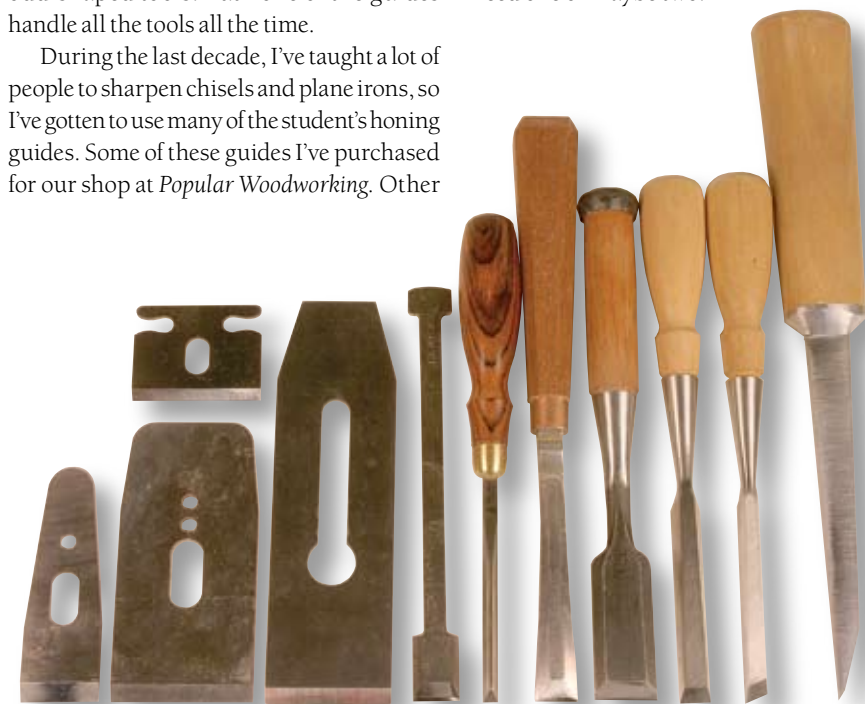 handle all the tools all the time.
During the last decade, I've taught a lot of
people to sharpen chisels and plane irons, so
I've gotten to use many of the student's honing
guides. Some of these guides I've purchased
for our shop at Popular Woodworking. Other